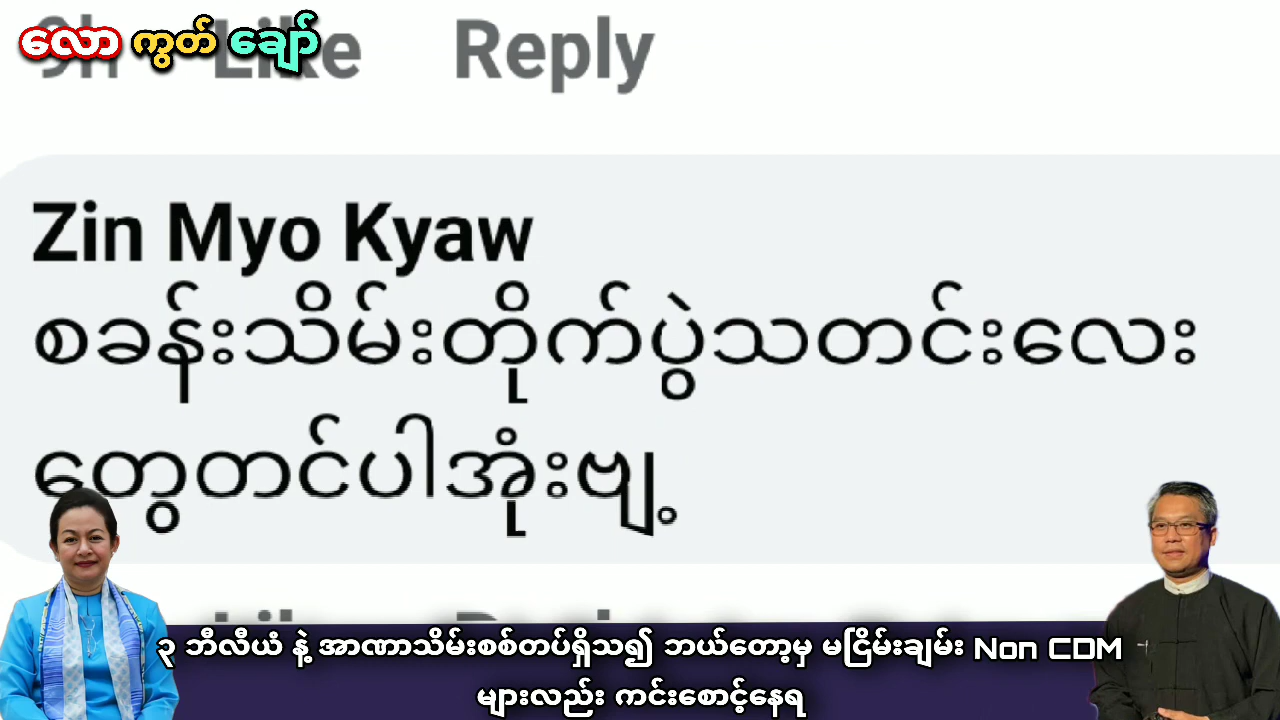 လောကွတ်ချော်
9h Like Reply
Zin Myo Kyaw
စခန်းသိမ်းတိုက်ပွဲသတင်းလေး
တွေတင်ပါအုံးဗျ့
Like Reply
၃ ဘီလီယံ နဲ့ အာဏာသိမ်းစစ်တပ်ရှိသ၍ ဘယ်တော့မှ မငြိမ်းချမ်း Non CDM
များလည်း ကင်းစောင့်နေရ